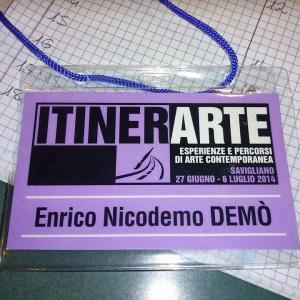 ITINERARTE
ESPERIENZE E PERCORSI
DI ARTE CONTEMPORANEA
SAVIGLIANO
27 GIUGNO - 6 LUGLIO 2014
Enrico Nicodemo DEMÒ